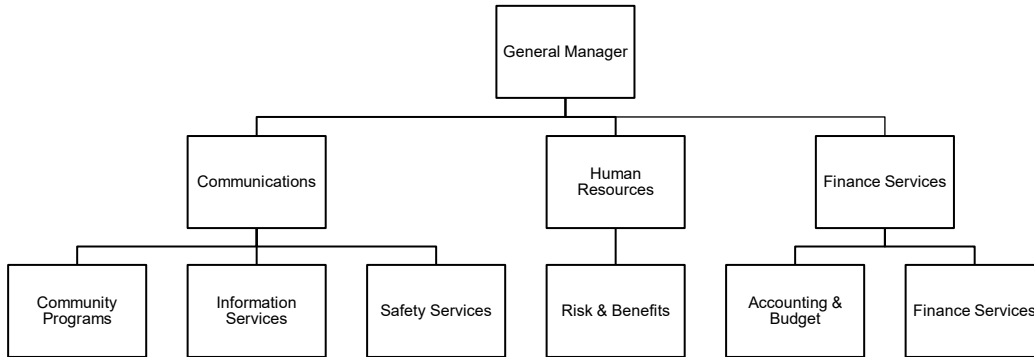 General Manager
Communications
Human
Resources
Finance Services
Community
Programs
Information
Services
Safety Services
Risk & Benefits
Accounting &
Budget
Finance Services